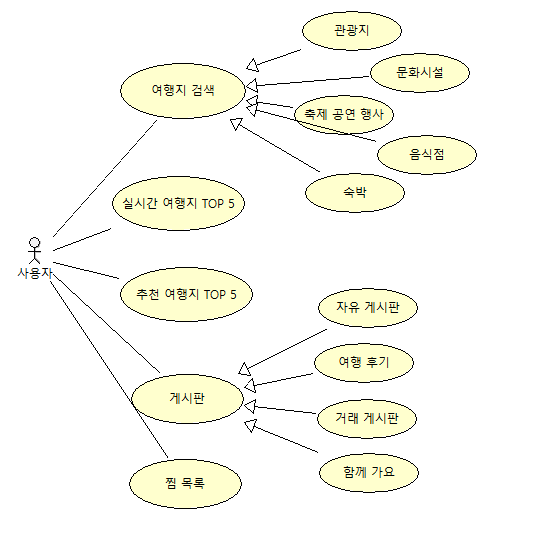 관광지
문화시설
여행지 검색
축제 공연 행사
음식점
숙박
실시간 여행지 TOP 5
사용자
추천 여행지 TOP 5
자유 게시판
여행 후기
게시판
거래 게시판
함께 가요
찜 목록